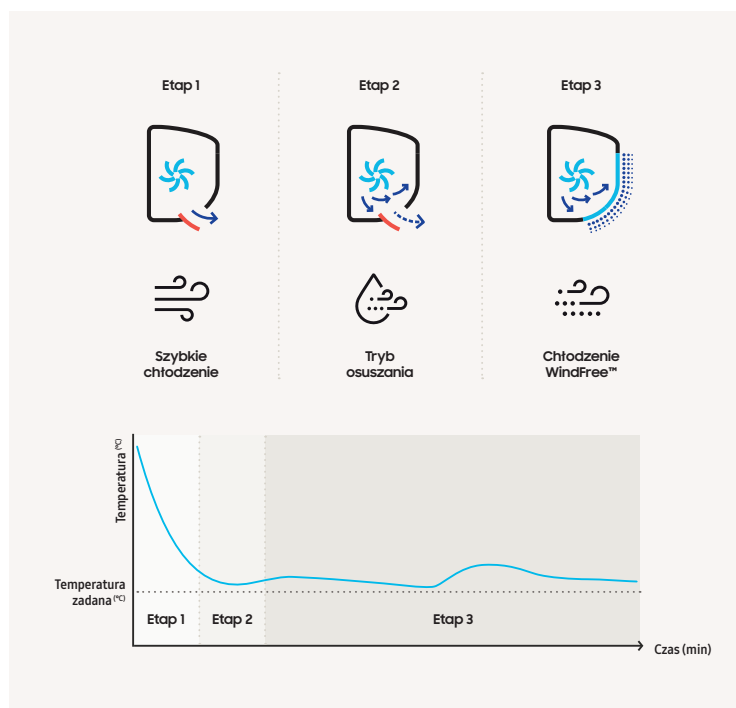 Etap 1
Etap 2
Etap 3
Szybkie
chłodzenie
Tryb
osuszania
Chłodzenie
WindFree™
Temperatura (°C)
Temperatura
zadana (°C)
Etap 1
Etap 2
Etap 3
Czas (min)